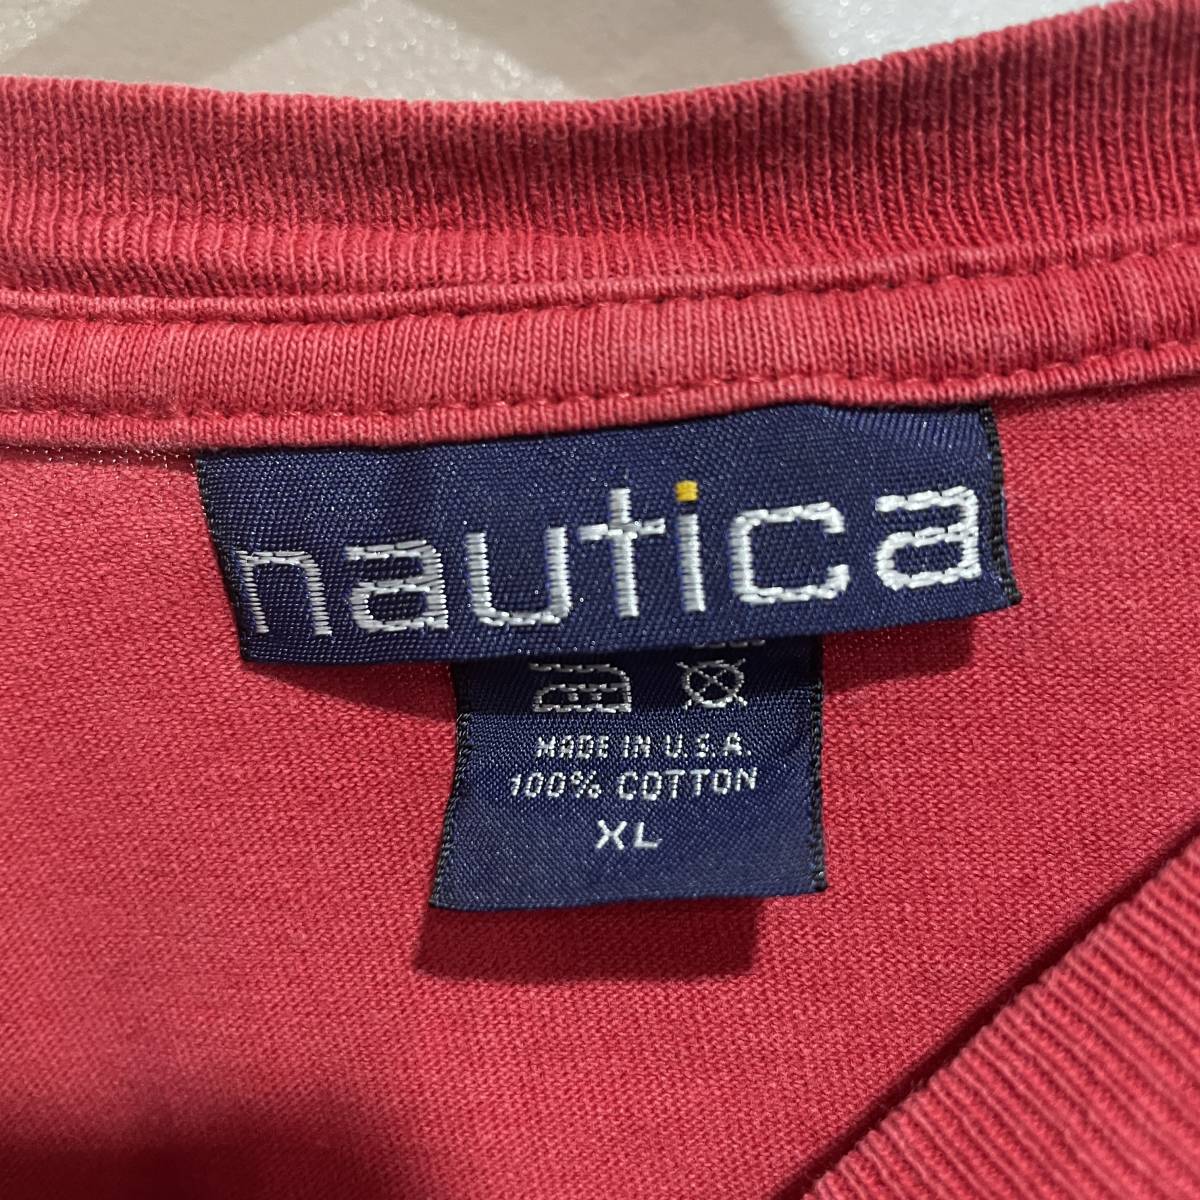 nautica
MADE IN U.S.A.
100% COTTON
XL